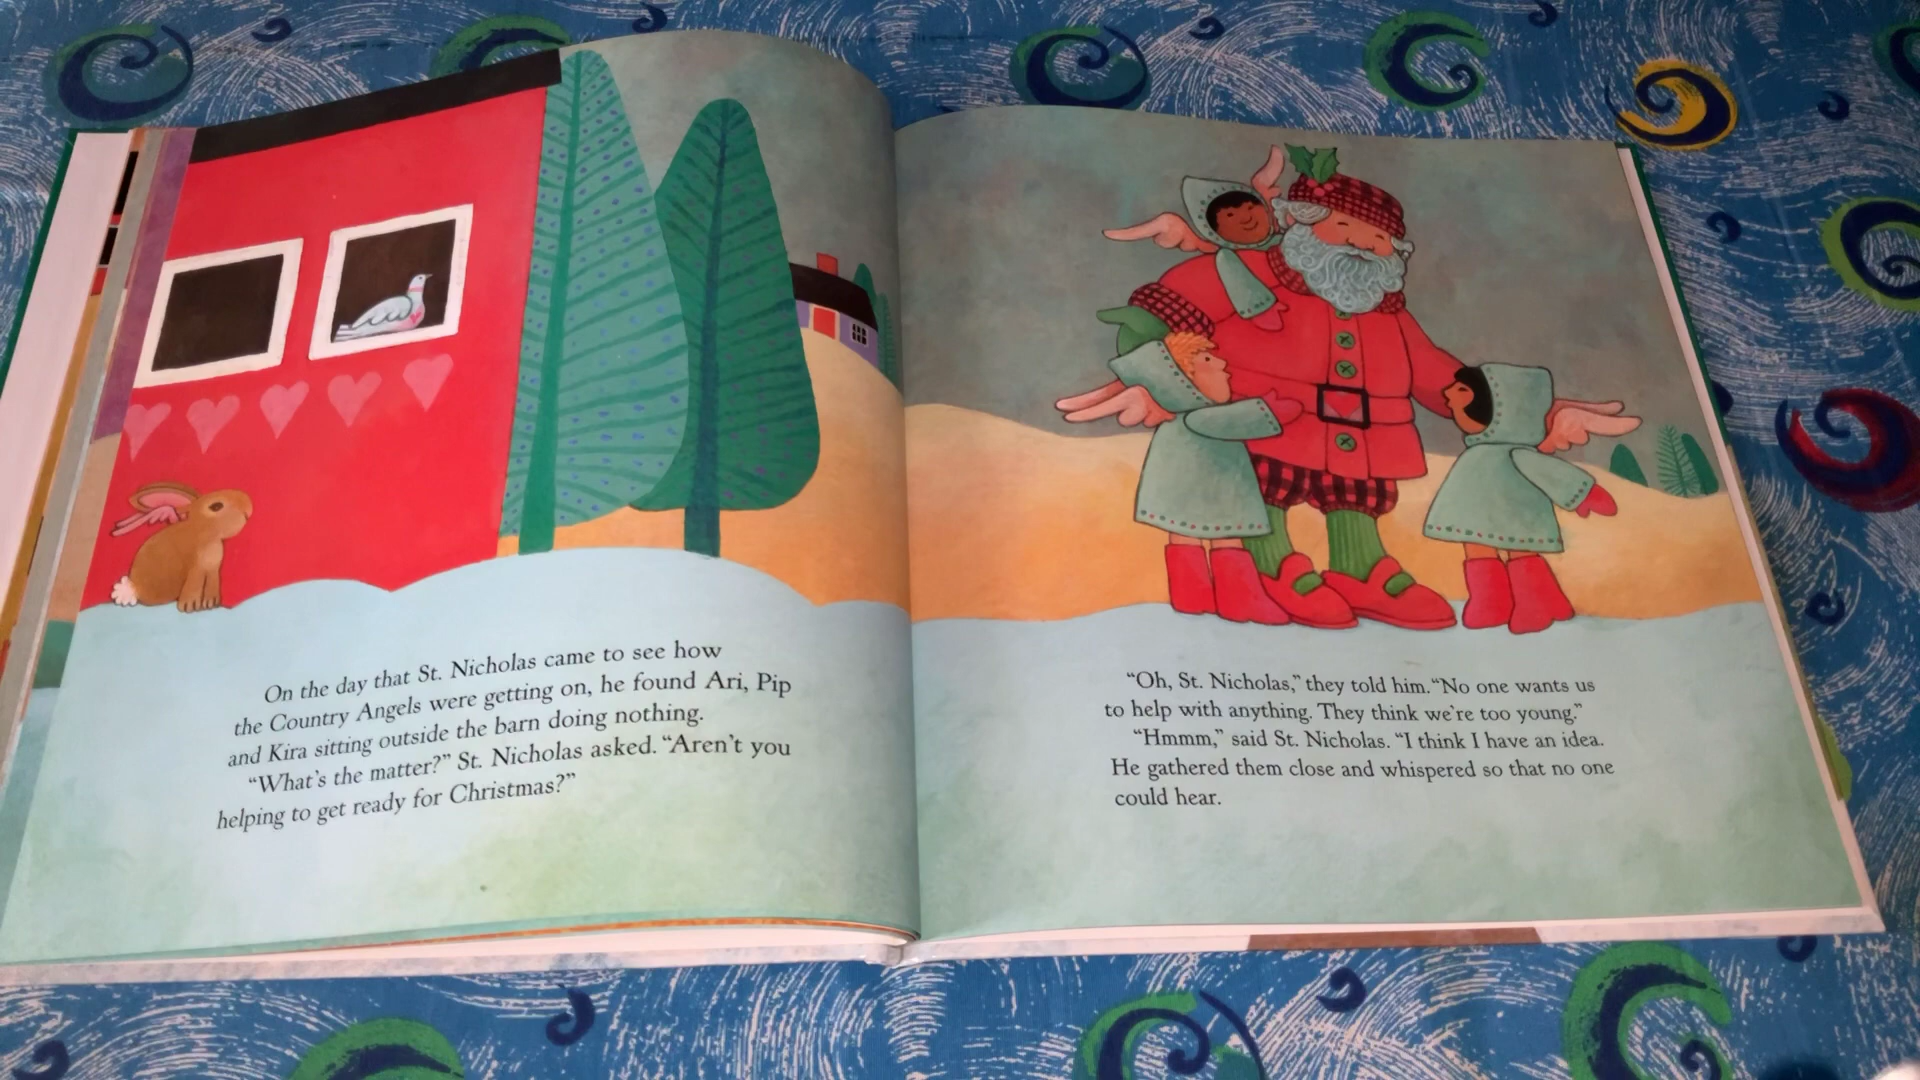 On the day that St. Nicholas came to see how
the Country Angels were getting on, he found Ari, Pip
and Kira sitting outside the barn doing nothing.
“What’s the matter?” St. Nicholas asked. “Aren’t you
helping to get ready for Christmas?”
“Oh, St. Nicholas,” they told him. “No one wants us
to help with anything. They think we’re too young.”
“Hmmm,” said St. Nicholas. “I think I have an idea.
He gathered them close and whispered so that no one
could hear.